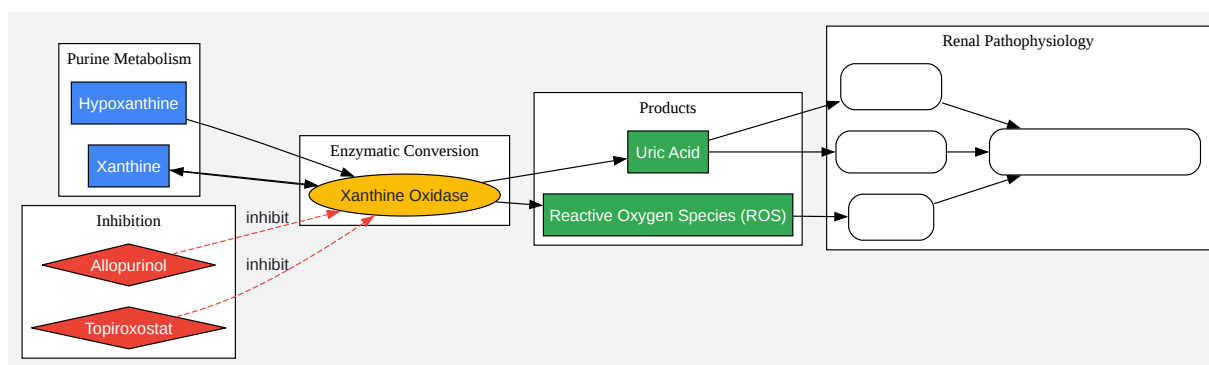 Purine Metabolism
Hypoxanthine
Xanthine
Inhibition
Allopurinol
Topiroxostat
inhibit
inhibit
Enzymatic Conversion
Xanthine Oxidase
Products
Uric Acid
Reactive Oxygen Species (ROS)
Renal Pathophysiology